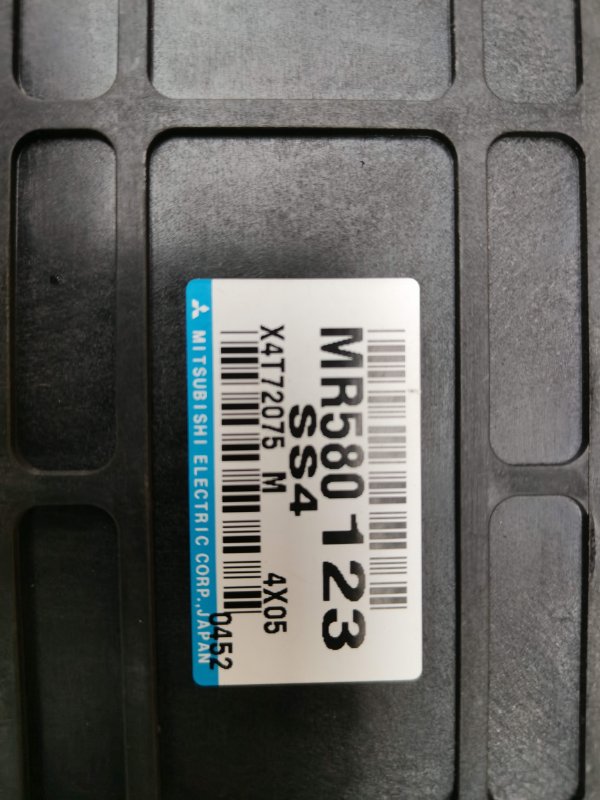 MR580123
SS4
X4T72075 M 4X05
0452
MITSUBISHI ELECTRIC CORP.,JAPAN